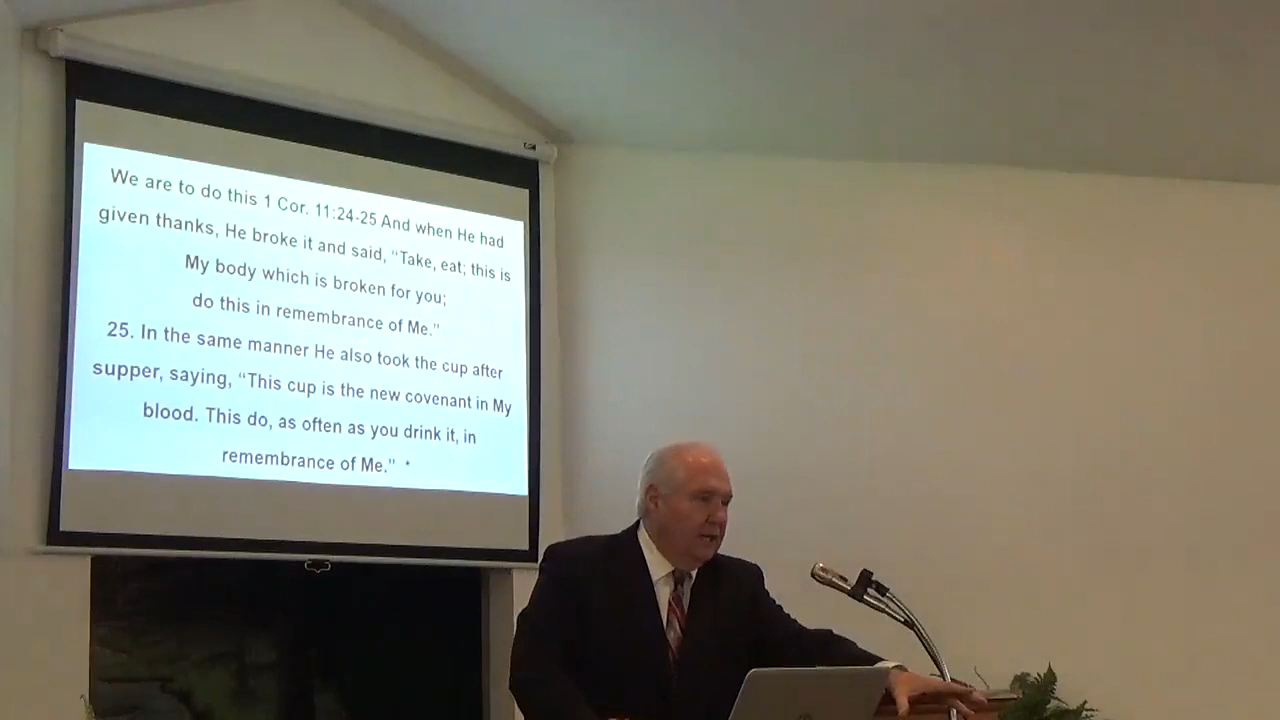 We are to do this 1 Cor. 11:24-25 And when He had
given thanks, He broke it and said, “Take, eat; this is
My body which is broken for you;
do this in remembrance of Me.”
25. In the same manner He also took the cup after
supper, saying, “This cup is the new covenant in My
blood. This do, as often as you drink it, in
remembrance of Me.” *